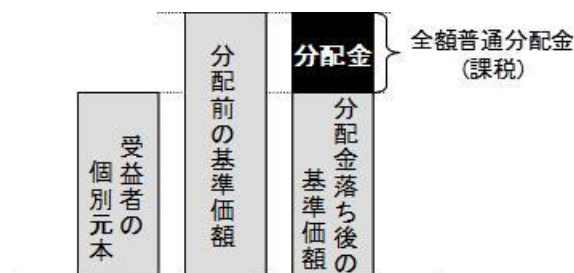 受益者の
個別元本
分配前の基準価額
分配金
分配金落ち後の
基準価額
全額普通分配金
(課税)